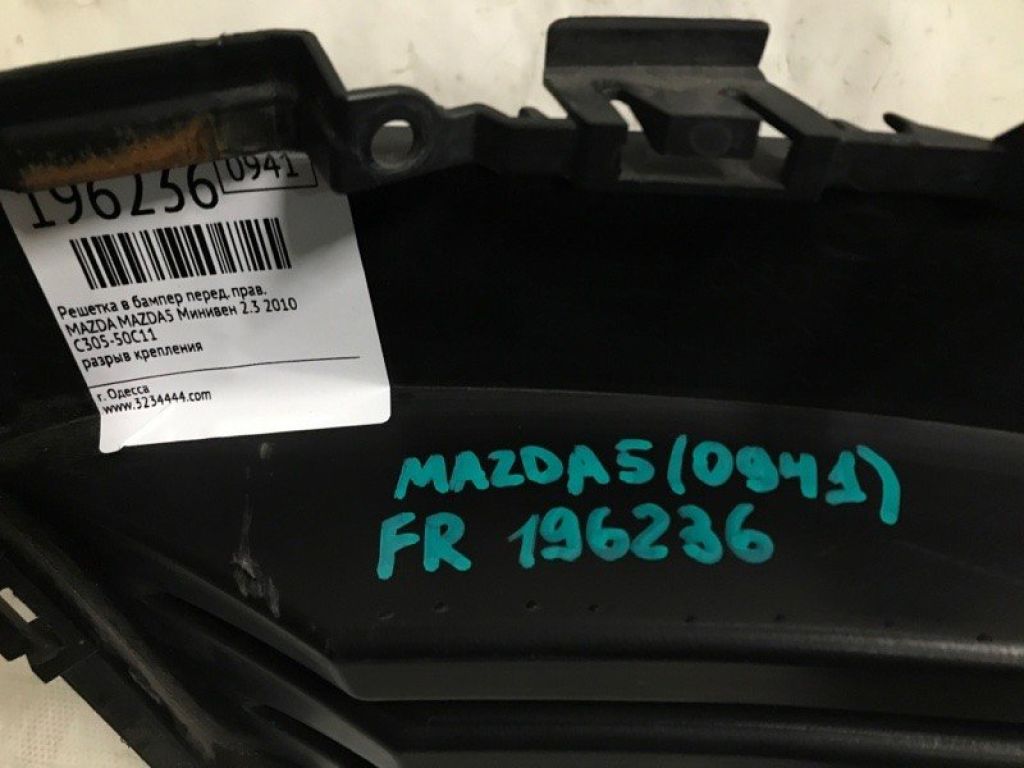 196236 0941
Решетка в бампер перед. прав.
MAZDA MAZDA5 Минивен 2.3 2010
C305-50C11
разрыв крепления
г. Одесса
www.3234444.com
MAZDA5(0941)
FR 196236